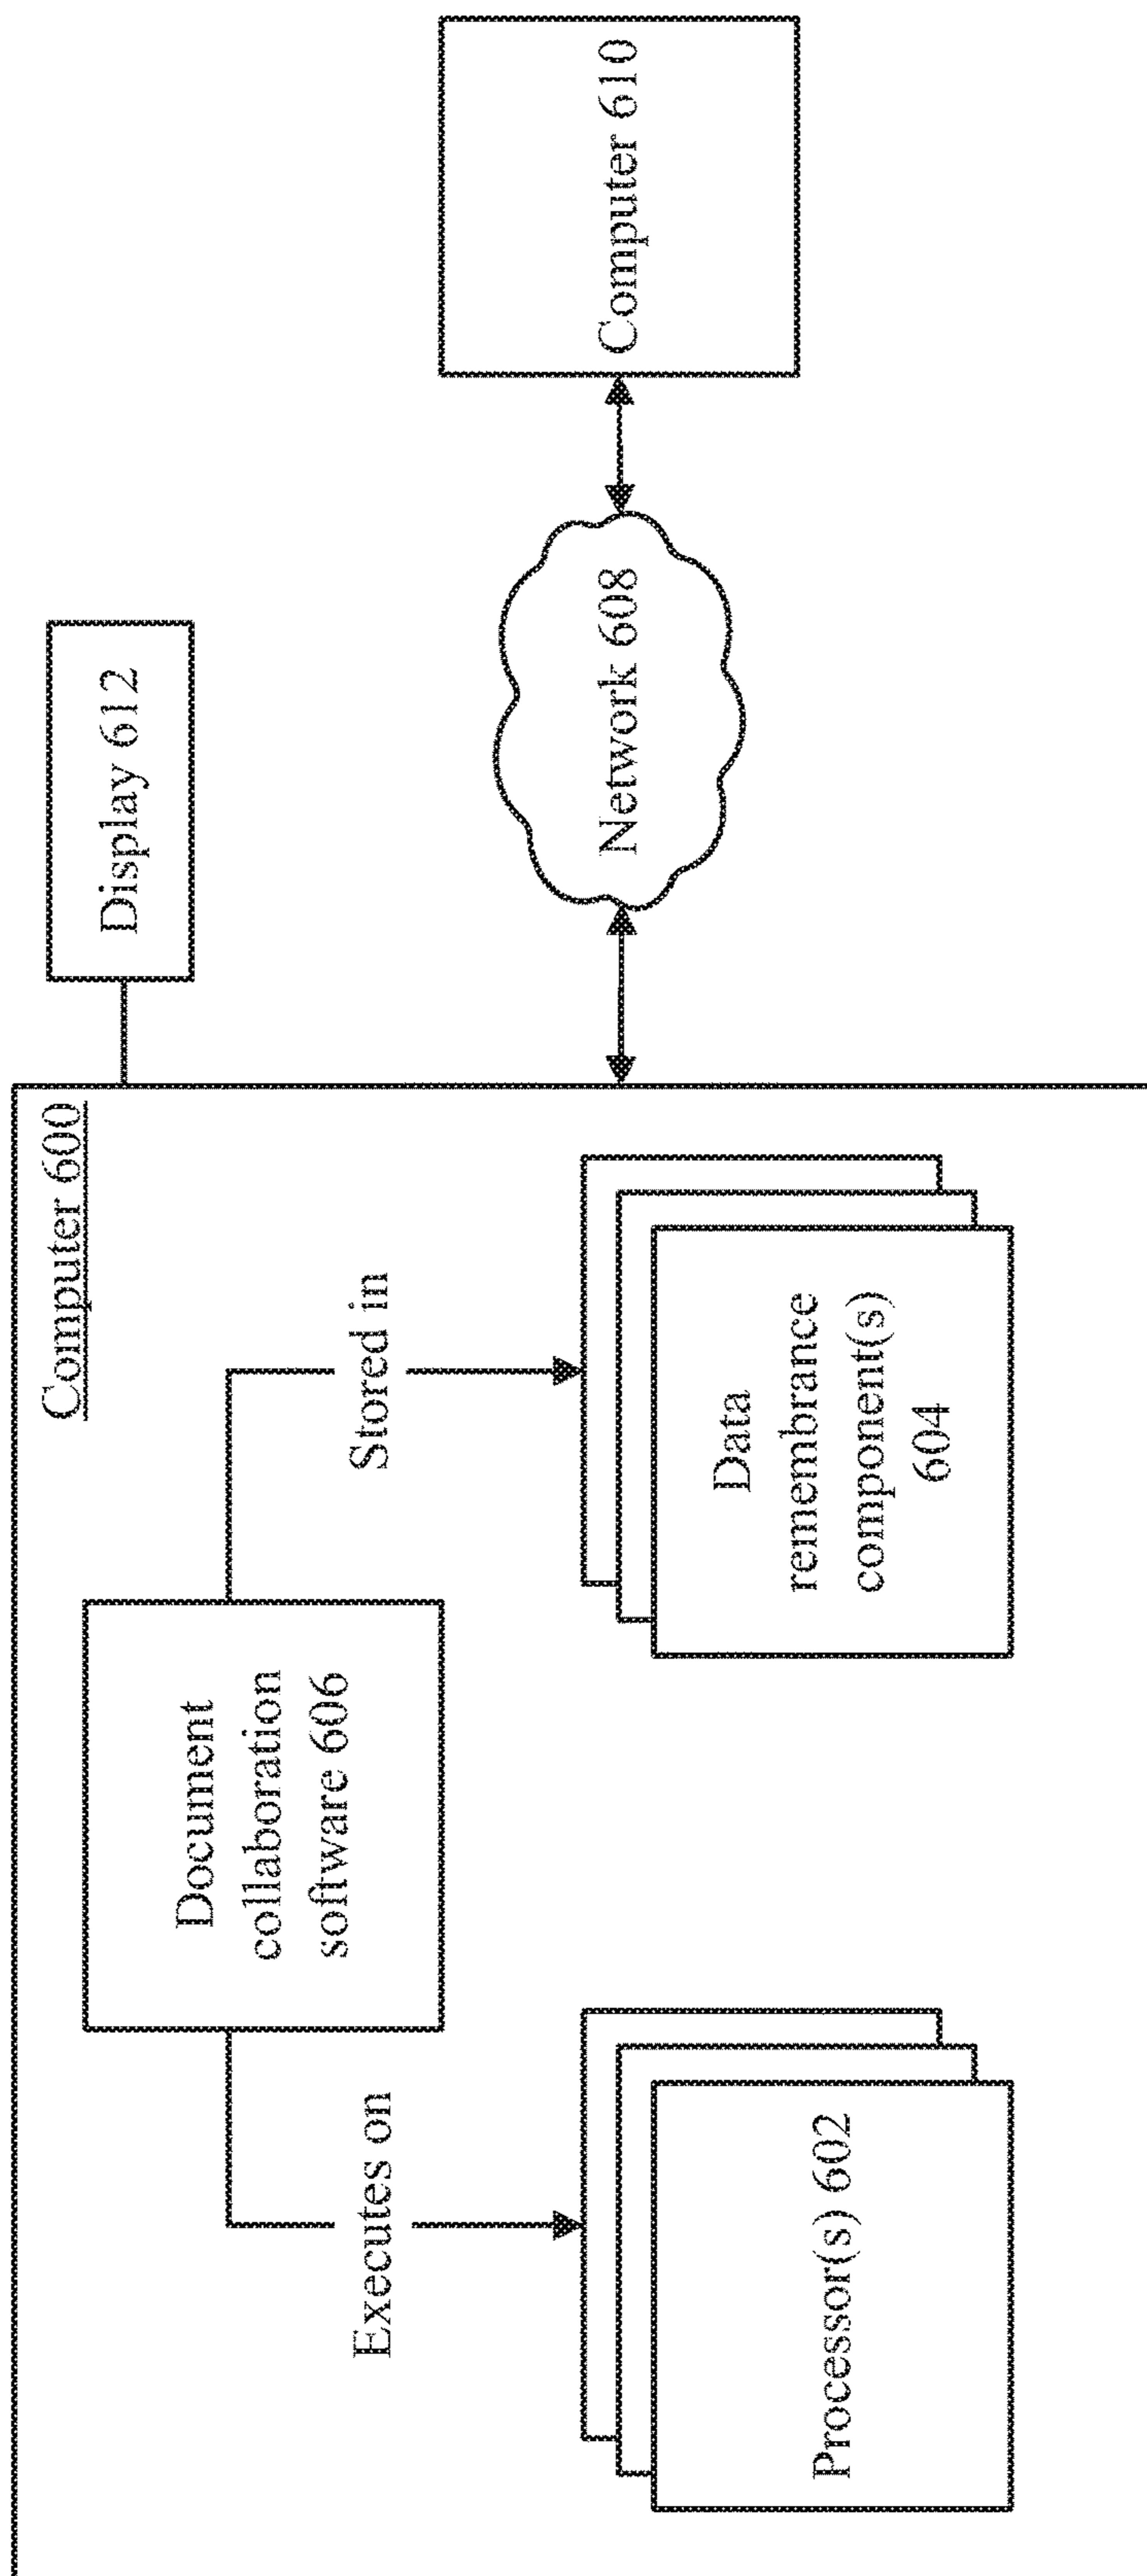 Computer 600
Display 612
Document
collaboration
software 606
Executes on
Stored in
Network 608
Computer 610
Processor(s) 602
Data
remembrance
component(s)
604